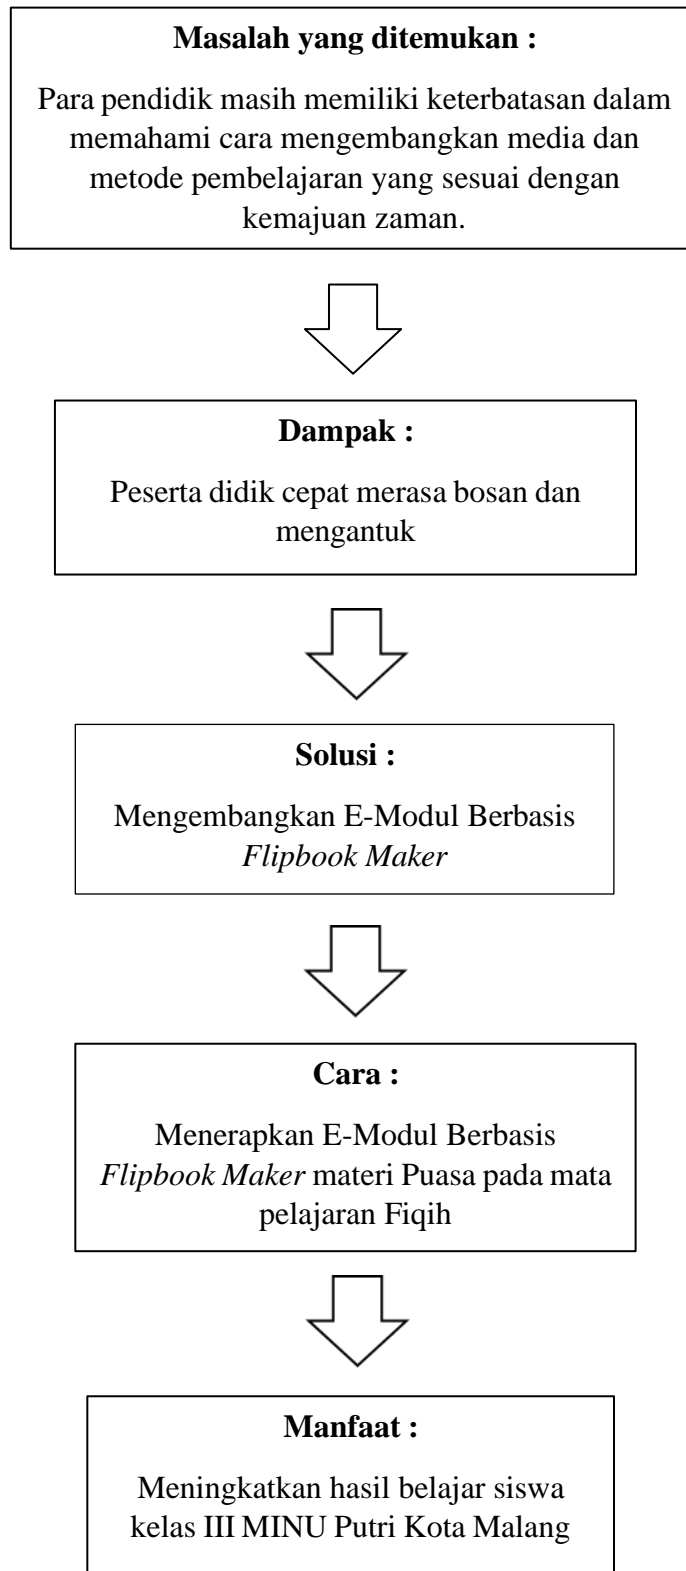 Masalah yang ditemukan :
Para pendidik masih memiliki keterbatasan dalam
memahami cara mengembangkan media dan
metode pembelajaran yang sesuai dengan
kemajuan zaman.
Dampak :
Peserta didik cepat merasa bosan dan
mengantuk
Solusi :
Mengembangkan E-Modul Berbasis
Flipbook Maker
Cara :
Menerapkan E-Modul Berbasis
Flipbook Maker materi Puasa pada mata
pelajaran Fiqih
Manfaat :
Meningkatkan hasil belajar siswa
kelas III MINU Putri Kota Malang